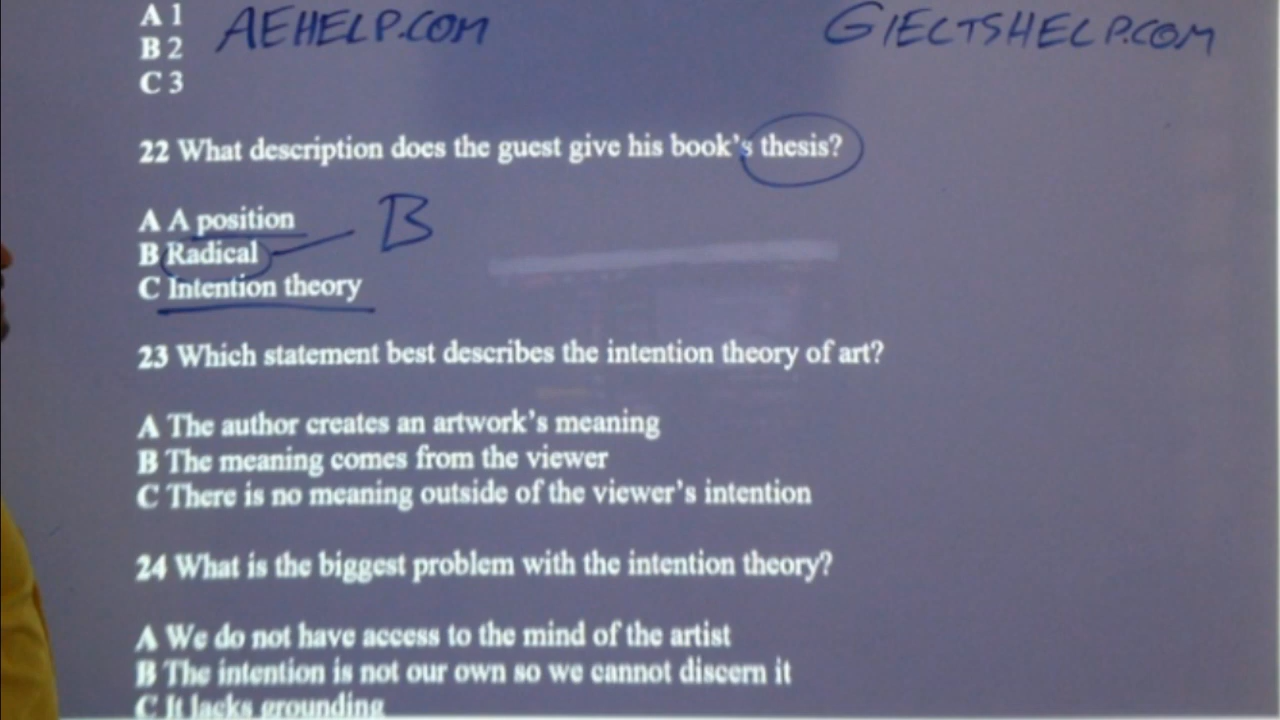 A 1
AEHELP.COM
GIELTSHELP.COM
B 2
C 3
22 What description does the guest give his book's thesis?
A A position
B
B Radical
C Intention theory
23 Which statement best describes the intention theory of art?
A The author creates an artwork's meaning
B The meaning comes from the viewer
C There is no meaning outside of the viewer's intention
24 What is the biggest problem with the intention theory?
A We do not have access to the mind of the artist
B The intention is not our own so we cannot discern it
C It lacks grounding